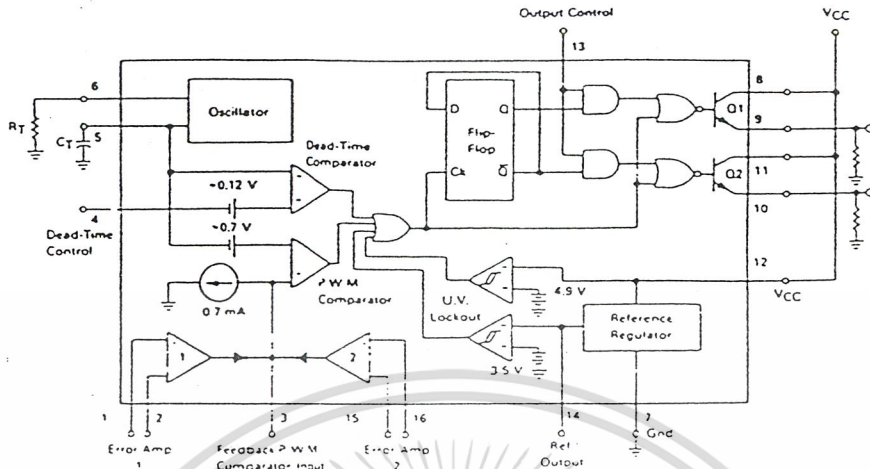 Output Control
VCC
13
6
8
Oscillator
D
Q
Q1
RT
5
9
CT
Flip-
Flop
Dead-Time
Comparator
11
≈0.12 V
Ck
Q̅
Q2
4
10
Dead-Time
Control
≈0.7 V
12
P.W.M
Comparator
4.9 V
VCC
0.7 mA
U.V.
Lockout
Reference
Regulator
1
2
3.5 V
1
2
3
15
16
14
7
Error Amp
1
Feedback P.W.M
Comparator Input
Error Amp
2
Ref
Output
Gnd